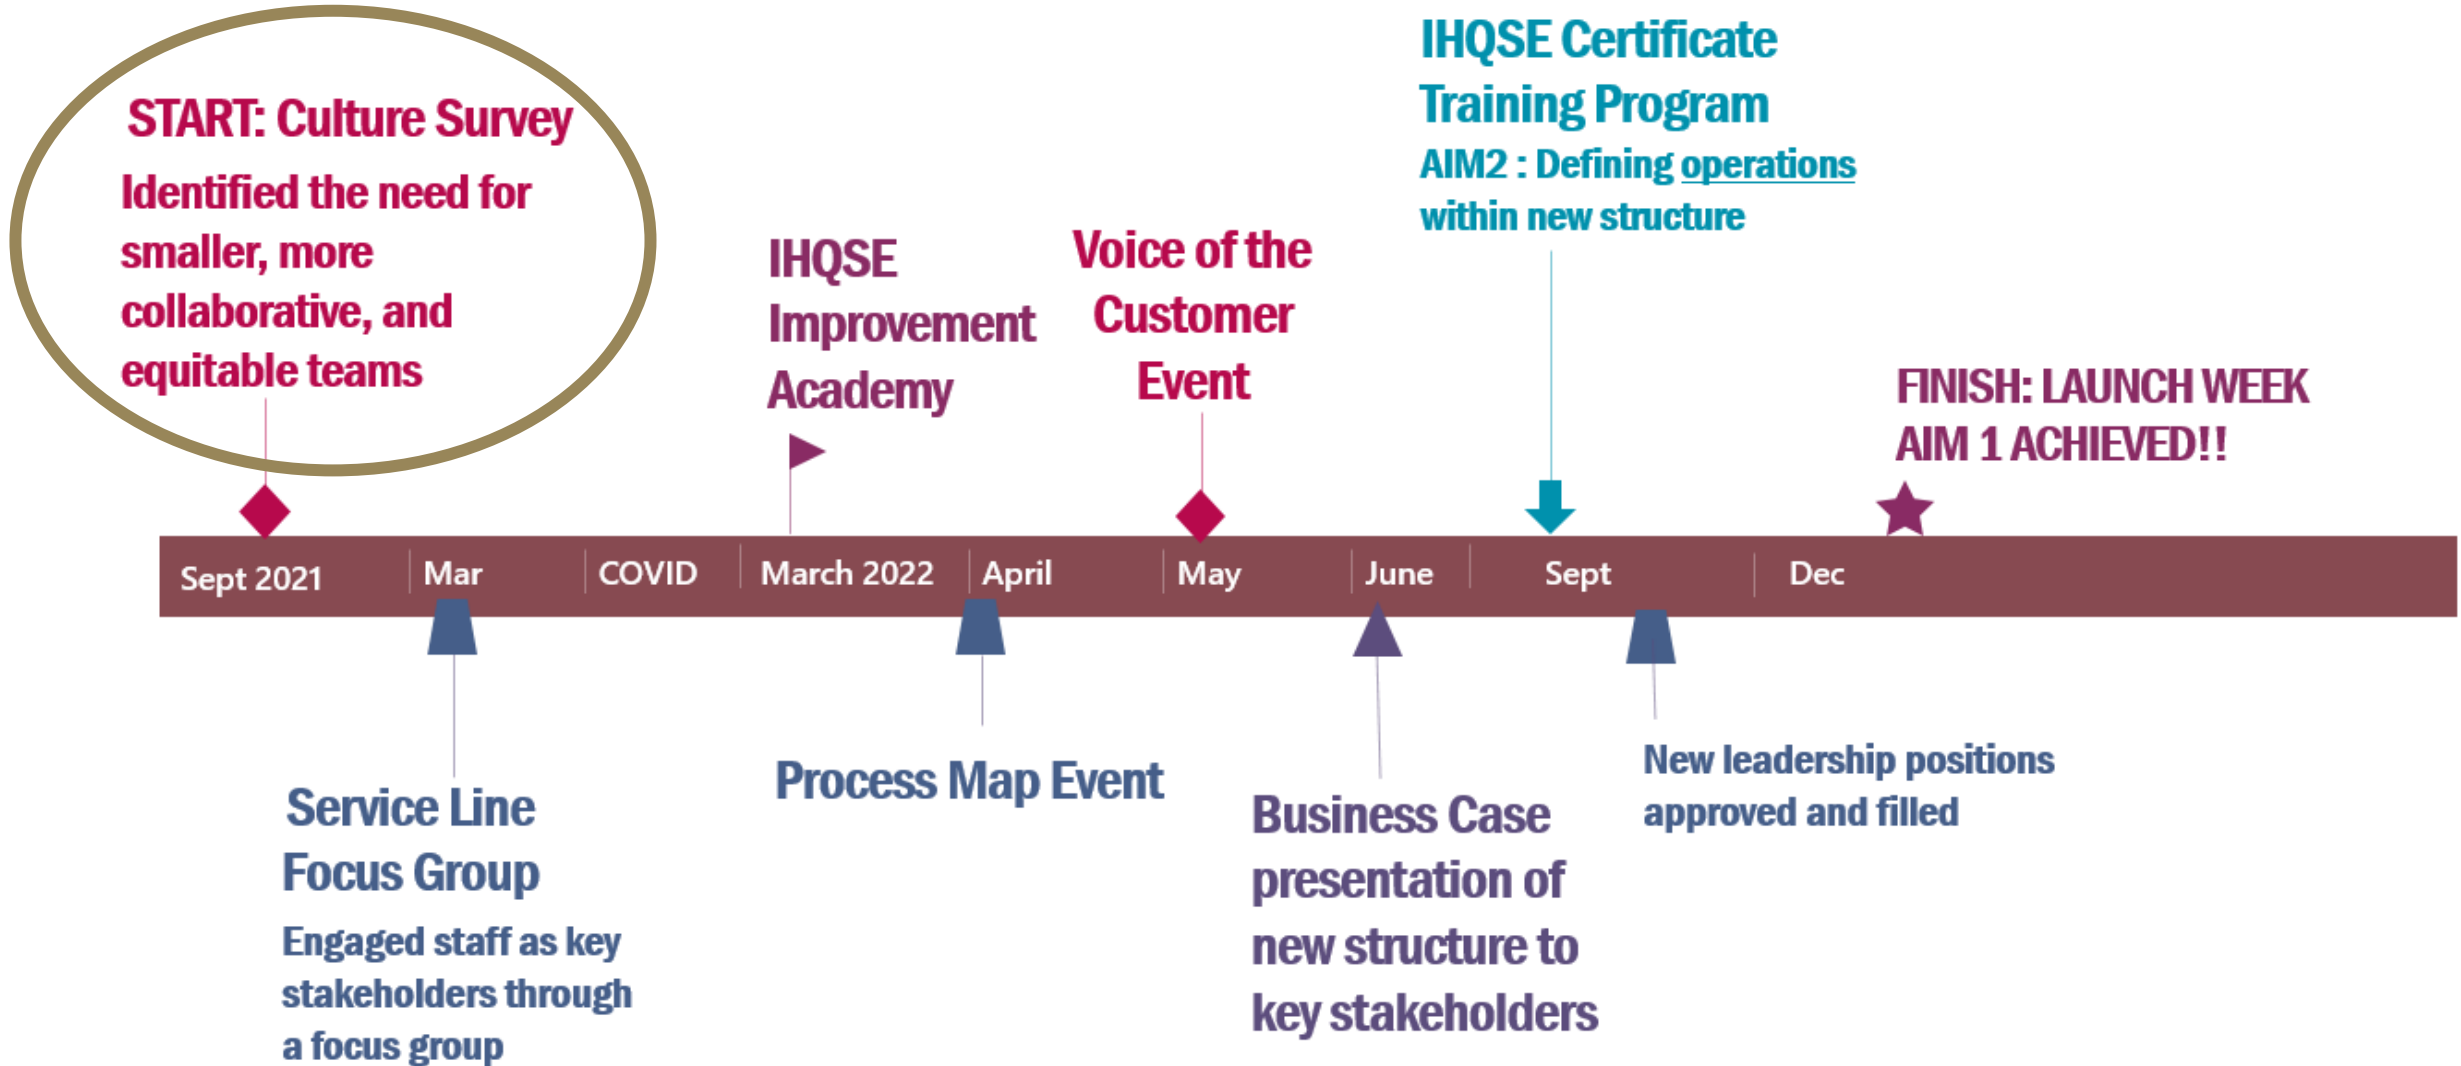 START: Culture Survey
Identified the need for
smaller, more
collaborative, and
equitable teams
IHQSE
Improvement
Academy
Voice of the
Customer
Event
IHQSE Certificate
Training Program
AIM2 : Defining operations
within new structure
FINISH: LAUNCH WEEK
AIM 1 ACHIEVED!!
Sept 2021
Mar
COVID
March 2022
April
May
June
Sept
Dec
Service Line
Focus Group
Engaged staff as key
stakeholders through
a focus group
Process Map Event
Business Case
presentation of
new structure to
key stakeholders
New leadership positions
approved and filled